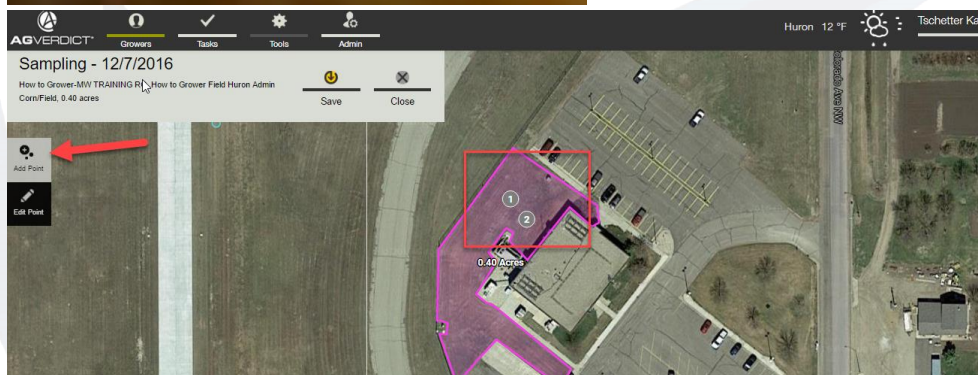 AGVERDICT
Growers
Tasks
Tools
Admin
Huron 12 °F
Tschetter Ka
Sampling - 12/7/2016
How to Grower-MW TRAINING How to Grower Field Huron Admin
Corn/Field, 0.40 acres
Save
Close
Add Point
Edit Point
1
2
0.40 Acres
Ave NW